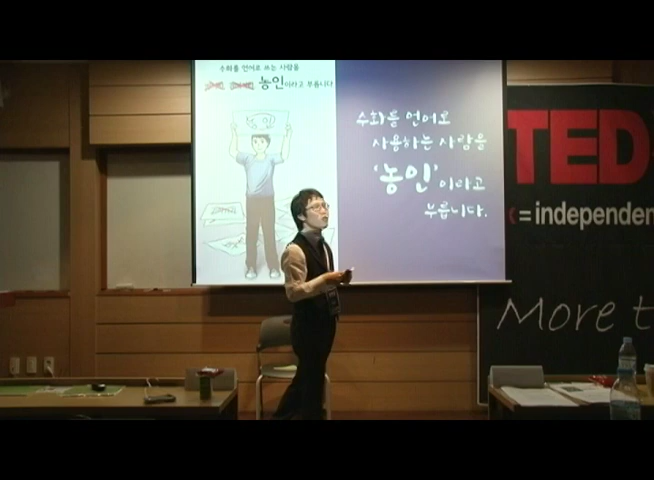 수화를 언어로 쓰는 사람을
농인이라고 부릅니다
농인
수화를 언어로
사용하는 사람을
'농인'이라고
부릅니다.
TED
x = independen
More t